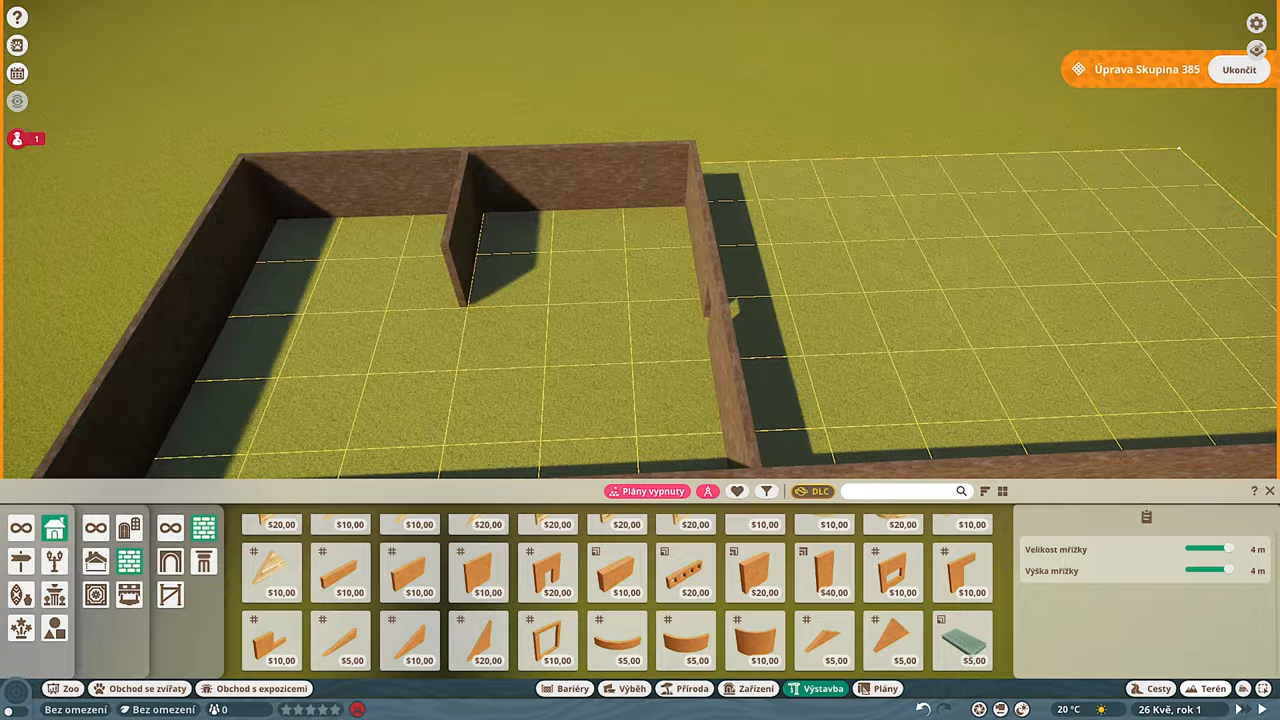 ?
Úprava Skupina 385
Ukončit
1
Plány vypnuty
DLC
?
$20,00 $10,00 $20,00 $10,00 $20,00 $20,00 $20,00 $10,00 $10,00 $20,00 $10,00
$10,00 $10,00 $10,00 $10,00 $20,00 $10,00 $20,00 $20,00 $40,00 $10,00 $10,00
$10,00 $5,00 $10,00 $20,00 $10,00 $5,00 $5,00 $10,00 $5,00 $5,00 $5,00
Velikost mřížky 4 m
Výška mřížky 4 m
Zoo Obchod se zvířaty Obchod s expozicemi Bariéry Výběh Příroda Zařízení Výstavba Plány Cesty Terén
Bez omezení Bez omezení 0 20 °C 26 Kvě, rok 1